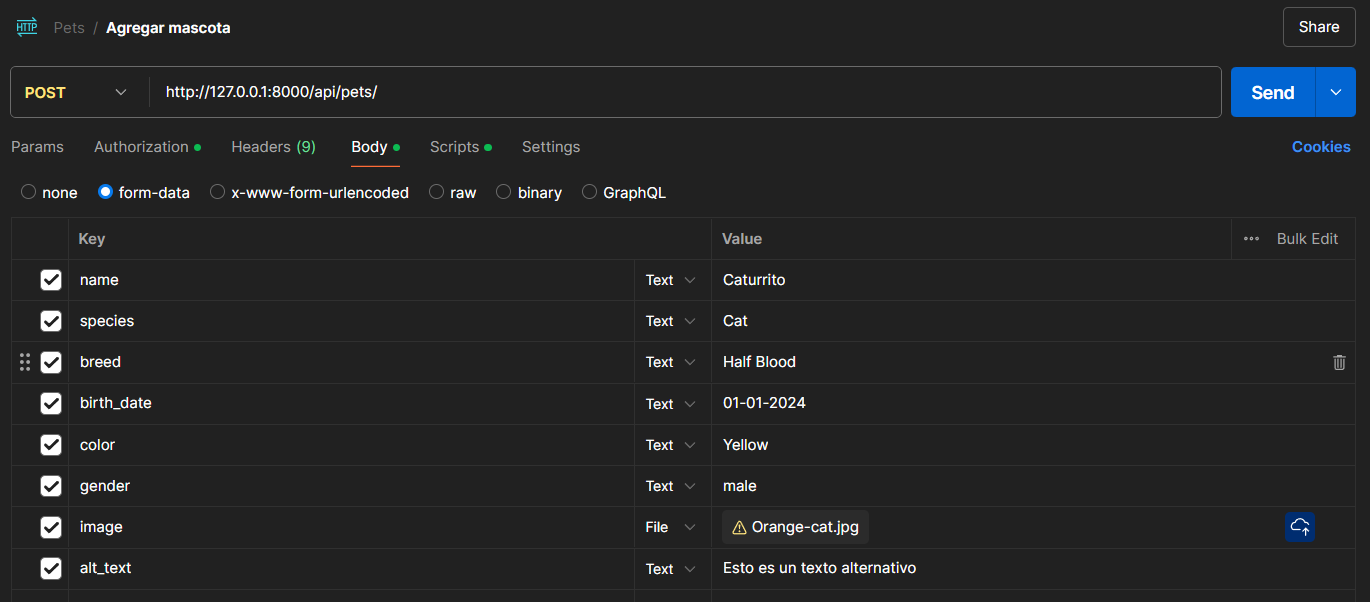 HTTP Pets / Agregar mascota Share
POST http://127.0.0.1:8000/api/pets/ Send
Params Authorization Headers (9) Body Scripts Settings Cookies
none form-data x-www-form-urlencoded raw binary GraphQL
Key Value Bulk Edit
name Text Caturrito
species Text Cat
breed Text Half Blood
birth_date Text 01-01-2024
color Text Yellow
gender Text male
image File Orange-cat.jpg
alt_text Text Esto es un texto alternativo